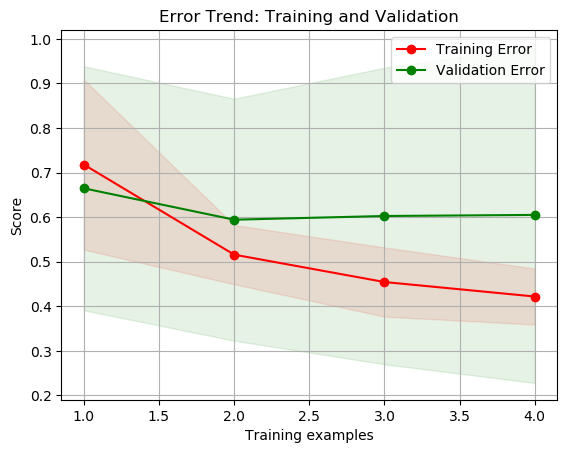 Error Trend: Training and Validation
Training Error
Validation Error
Score
1.0
0.9
0.8
0.7
0.6
0.5
0.4
0.3
0.2
1.0 1.5 2.0 2.5 3.0 3.5 4.0
Training examples